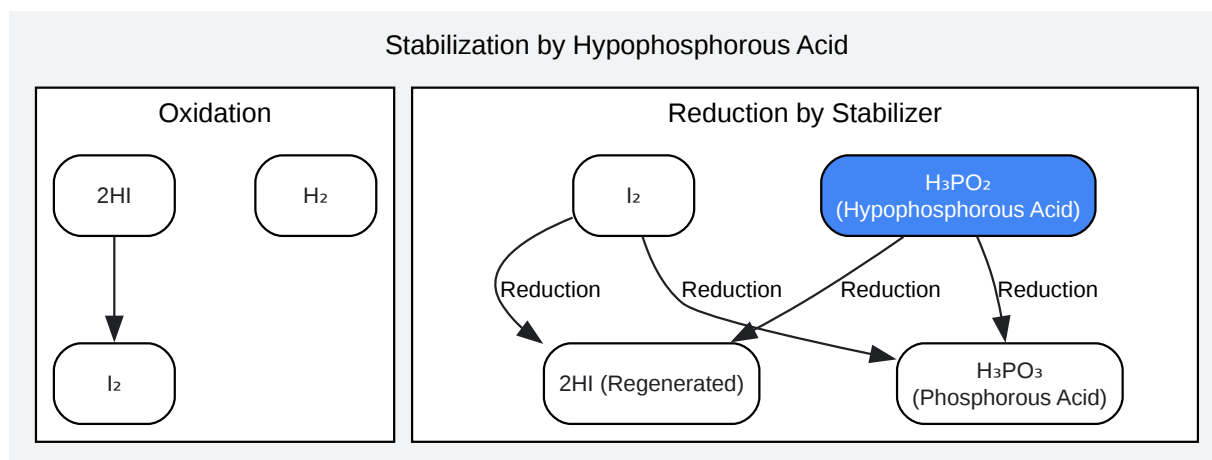 Stabilization by Hypophosphorous Acid
Oxidation
Reduction by Stabilizer
2HI
H₂
I₂
H₃PO₂
(Hypophosphorous Acid)
Reduction
Reduction
Reduction
Reduction
I₂
2HI (Regenerated)
H₃PO₃
(Phosphorous Acid)